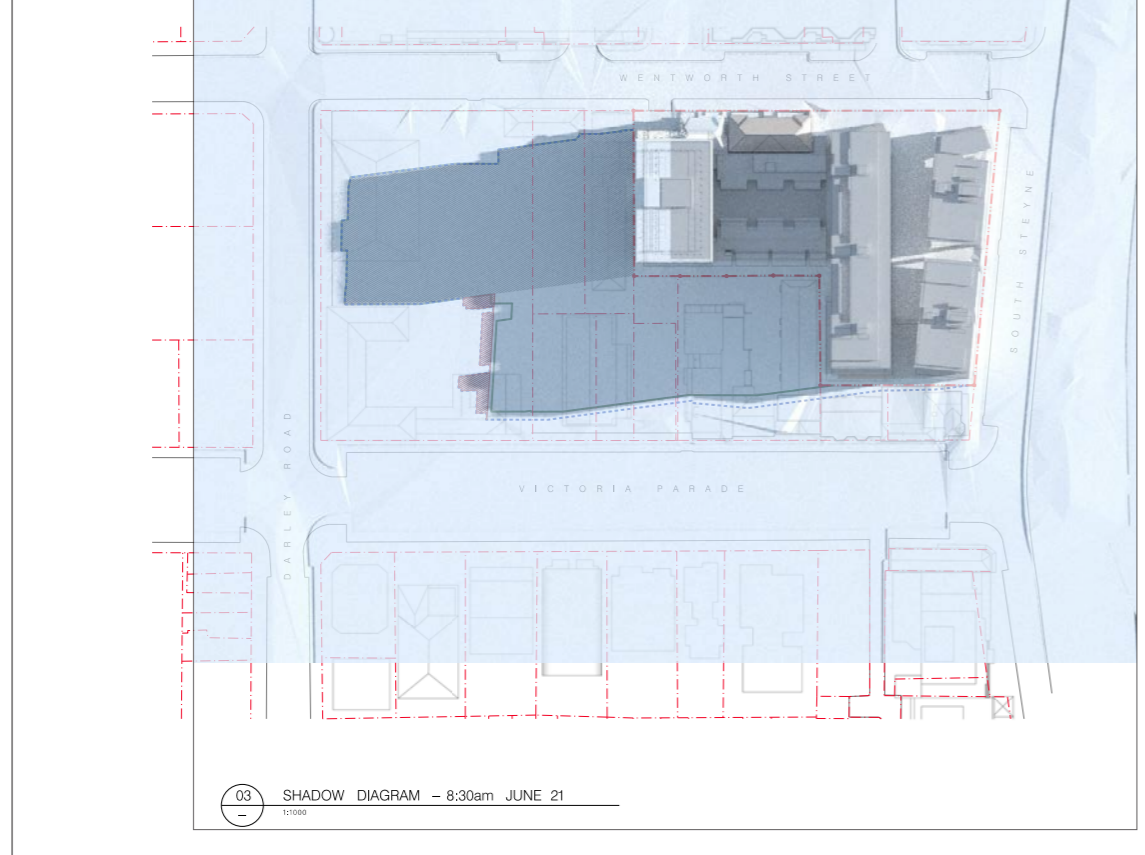 WENTWORTH STREET
SOUTH STEYNE
VICTORIA PARADE
DARLEY ROAD
03
–
SHADOW DIAGRAM – 8:30am JUNE 21
1:1000